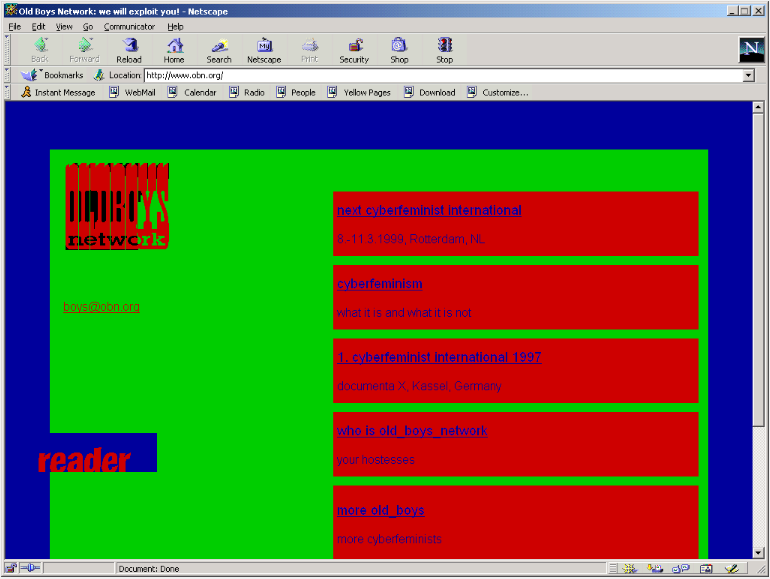 Old Boys Network: we will exploit you! - Netscape
File Edit View Go Communicator Help
Back Forward Reload Home Search Netscape Print Security Shop Stop
N
Bookmarks Location: http://www.obn.org/
Instant Message WebMail Calendar Radio People Yellow Pages Download Customize...
OLDBOYS
network
boys@obn.org
reader
next cyberfeminist international
8.-11.3.1999, Rotterdam, NL
cyberfeminism
what it is and what it is not
1. cyberfeminist International 1997
documenta X, Kassel, Germany
who is old_boys_network
your hostesses
more old_boys
more cyberfeminists
Document: Done